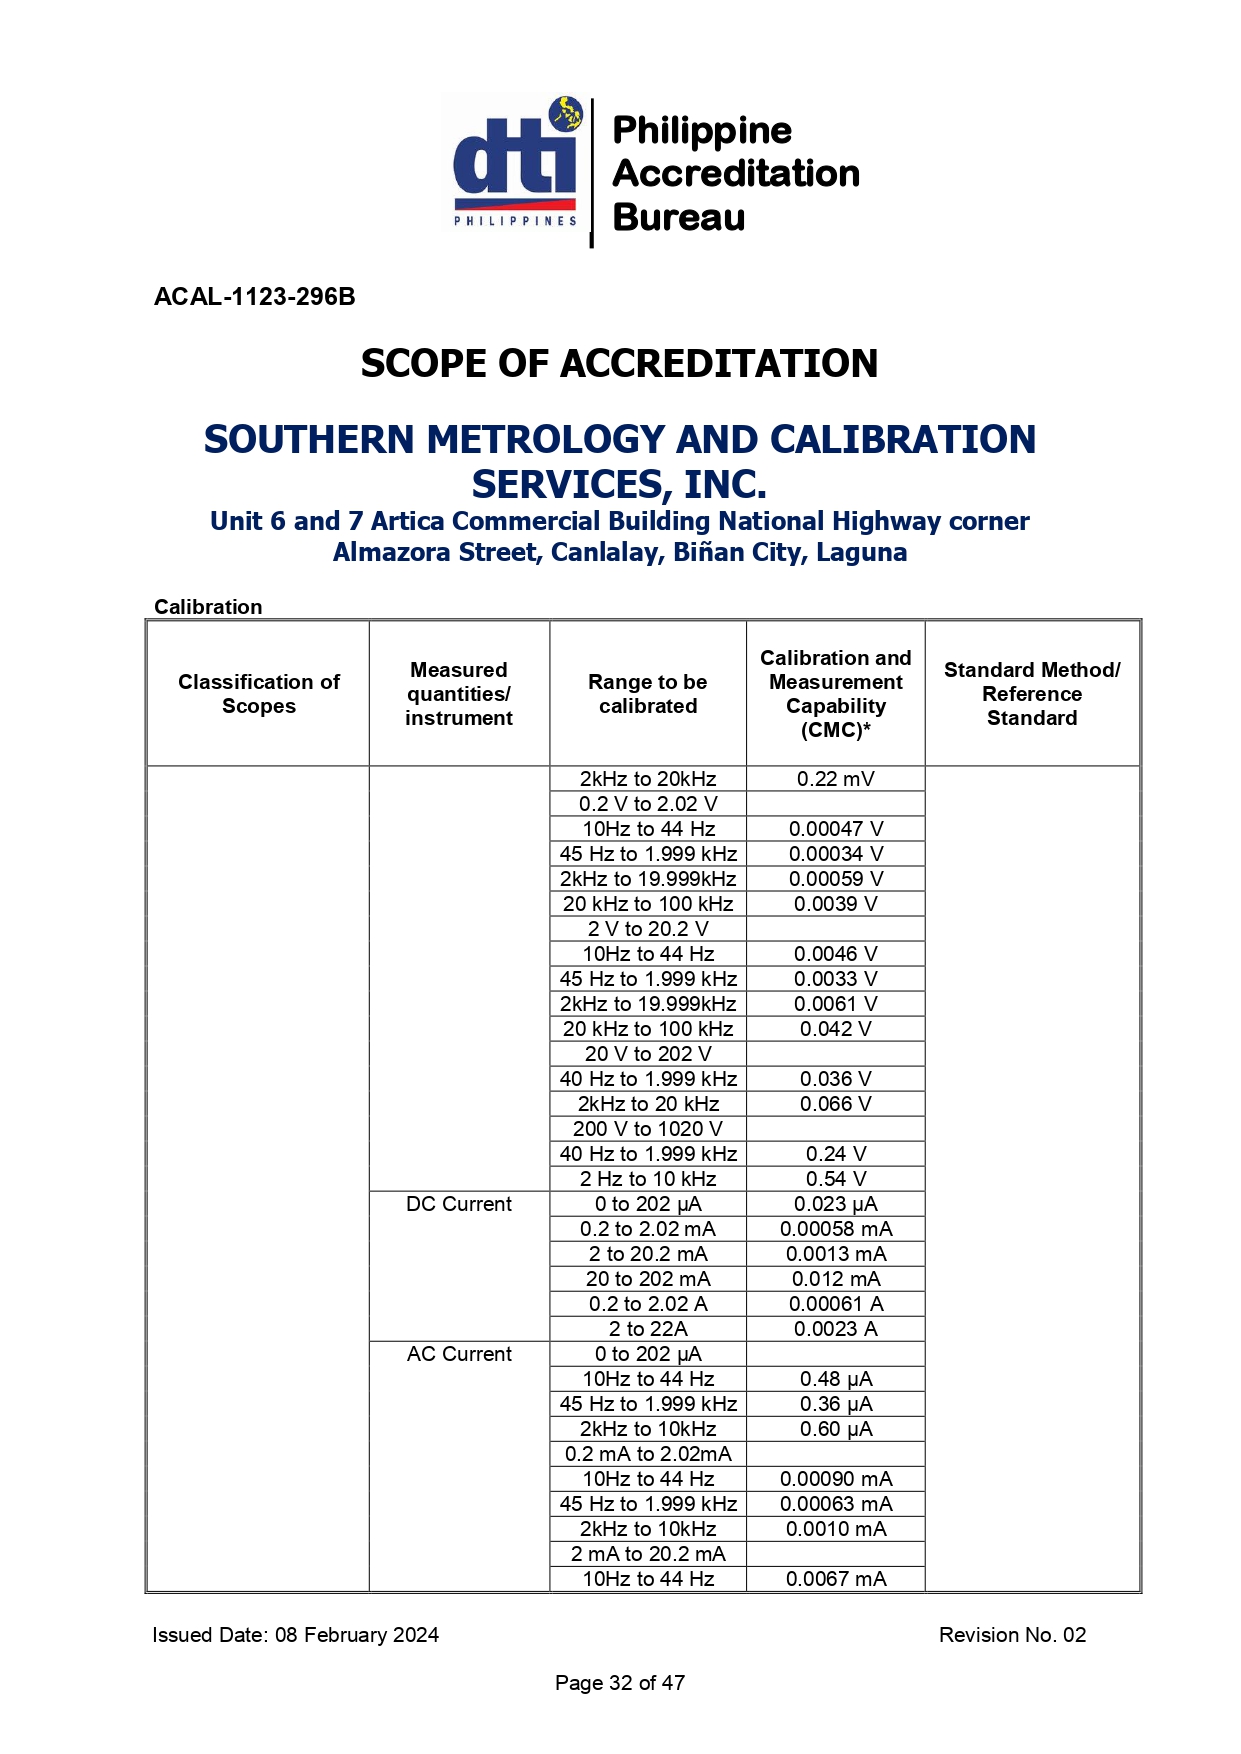 dti
PHILIPPINES
Philippine
Accreditation
Bureau
ACAL-1123-296B
SCOPE OF ACCREDITATION
SOUTHERN METROLOGY AND CALIBRATION
SERVICES, INC.
Unit 6 and 7 Artica Commercial Building National Highway corner
Almazora Street, Canlalay, Biñan City, Laguna
Calibration
Classification of
Scopes
Measured
quantities/
instrument
Range to be
calibrated
Calibration and
Measurement
Capability
(CMC)*
Standard Method/
Reference
Standard
2kHz to 20kHz 0.22 mV
0.2 V to 2.02 V
10Hz to 44 Hz 0.00047 V
45 Hz to 1.999 kHz 0.00034 V
2kHz to 19.999kHz 0.00059 V
20 kHz to 100 kHz 0.0039 V
2 V to 20.2 V
10Hz to 44 Hz 0.0046 V
45 Hz to 1.999 kHz 0.0033 V
2kHz to 19.999kHz 0.0061 V
20 kHz to 100 kHz 0.042 V
20 V to 202 V
40 Hz to 1.999 kHz 0.036 V
2kHz to 20 kHz 0.066 V
200 V to 1020 V
40 Hz to 1.999 kHz 0.24 V
2 Hz to 10 kHz 0.54 V
DC Current 0 to 202 µA 0.023 µA
0.2 to 2.02 mA 0.00058 mA
2 to 20.2 mA 0.0013 mA
20 to 202 mA 0.012 mA
0.2 to 2.02 A 0.00061 A
2 to 22A 0.0023 A
AC Current 0 to 202 µA
10Hz to 44 Hz 0.48 µA
45 Hz to 1.999 kHz 0.36 µA
2kHz to 10kHz 0.60 µA
0.2 mA to 2.02mA
10Hz to 44 Hz 0.00090 mA
45 Hz to 1.999 kHz 0.00063 mA
2kHz to 10kHz 0.0010 mA
2 mA to 20.2 mA
10Hz to 44 Hz 0.0067 mA
Issued Date: 08 February 2024 Revision No. 02
Page 32 of 47